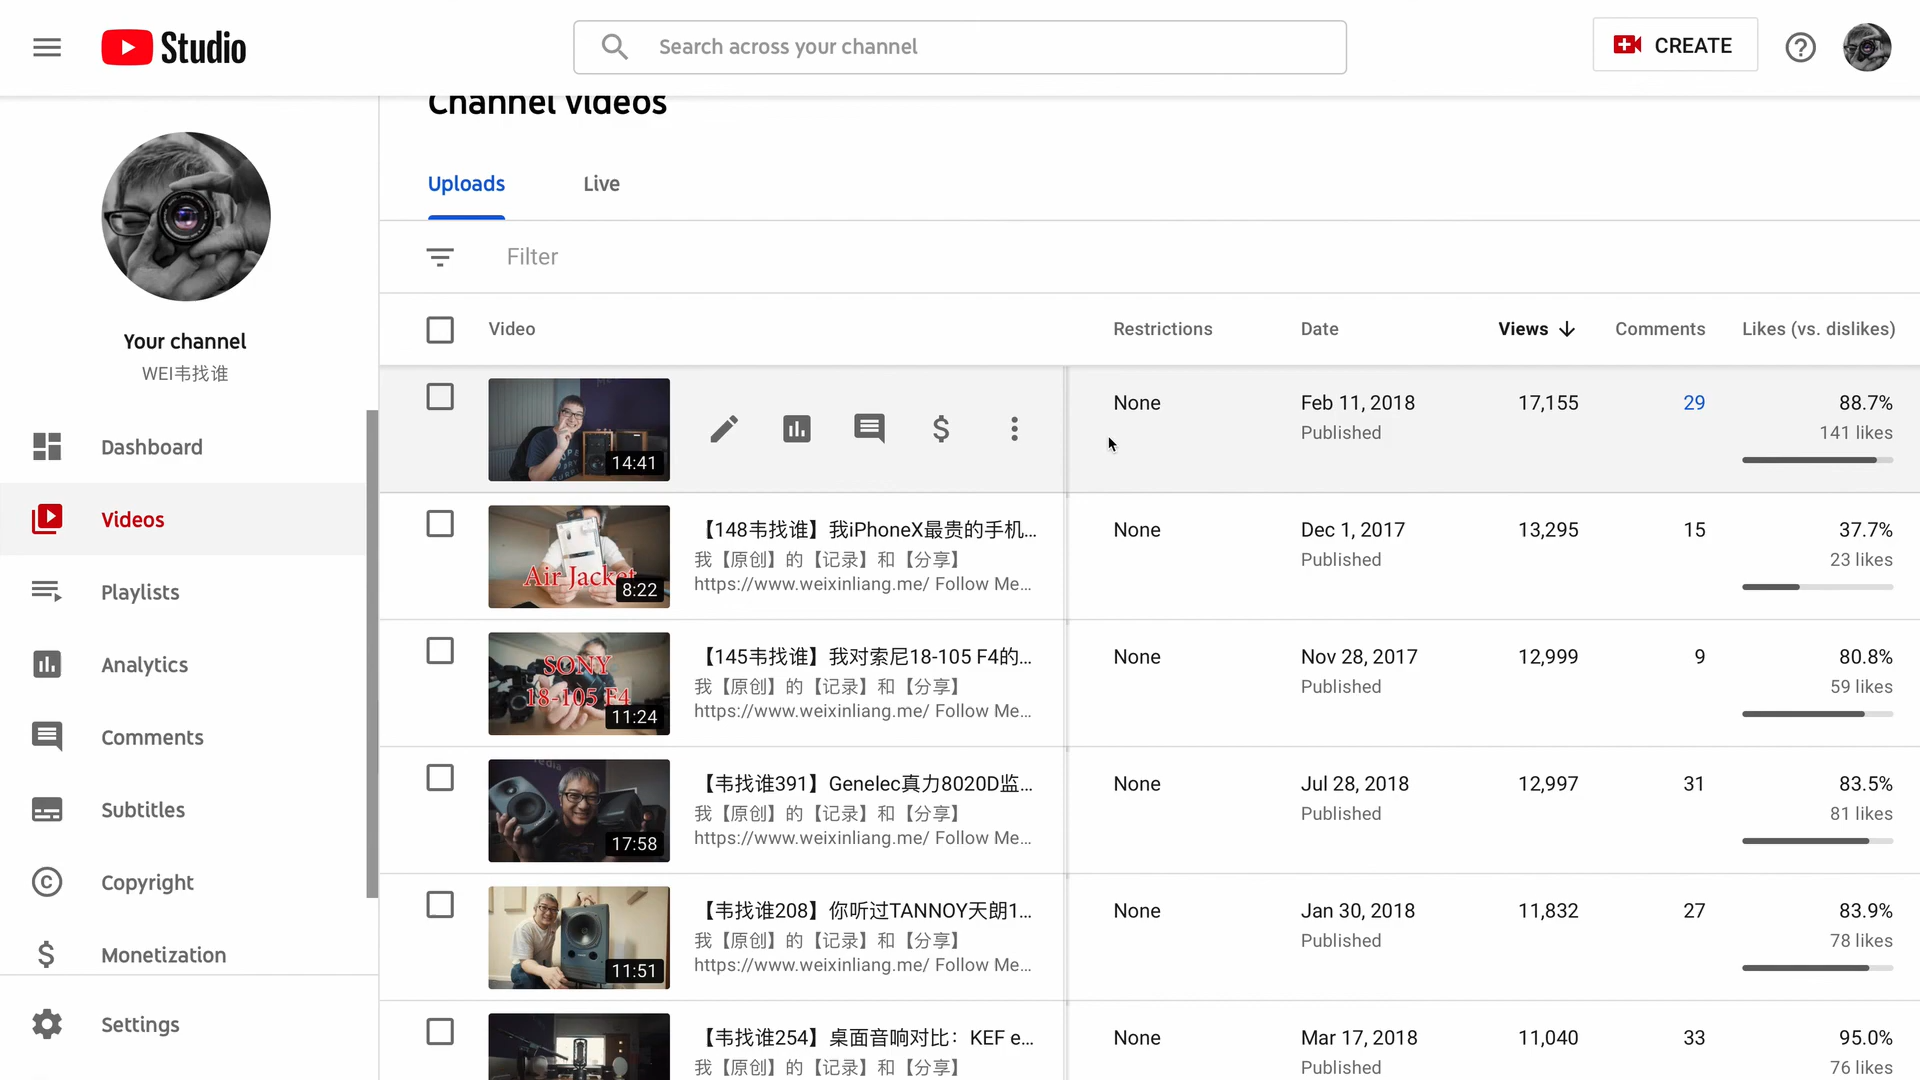 Studio
Search across your channel
CREATE
Channel videos
Your channel
WEI韦找谁
Dashboard
Videos
Playlists
Analytics
Comments
Subtitles
Copyright
Monetization
Settings
Uploads
Live
Filter
Video
Restrictions
Date
Views
Comments
Likes (vs. dislikes)
14:41
None
Feb 11, 2018
Published
17,155
29
88.7%
141 likes
Air Jacket
8:22
【148韦找谁】我iPhoneX最贵的手机...
我【原创】的【记录】和【分享】
https://www.weixinliang.me/ Follow Me...
None
Dec 1, 2017
Published
13,295
15
37.7%
23 likes
SONY
18-105 F4
11:24
【145韦找谁】我对索尼18-105 F4的...
我【原创】的【记录】和【分享】
https://www.weixinliang.me/ Follow Me...
None
Nov 28, 2017
Published
12,999
9
80.8%
59 likes
17:58
【韦找谁391】Genelec真力8020D监...
我【原创】的【记录】和【分享】
https://www.weixinliang.me/ Follow Me...
None
Jul 28, 2018
Published
12,997
31
83.5%
81 likes
11:51
【韦找谁208】你听过TANNOY天朗1...
我【原创】的【记录】和【分享】
https://www.weixinliang.me/ Follow Me...
None
Jan 30, 2018
Published
11,832
27
83.9%
78 likes
【韦找谁254】桌面音响对比：KEF e...
我【原创】的【记录】和【分享】
None
Mar 17, 2018
Published
11,040
33
95.0%
76 likes